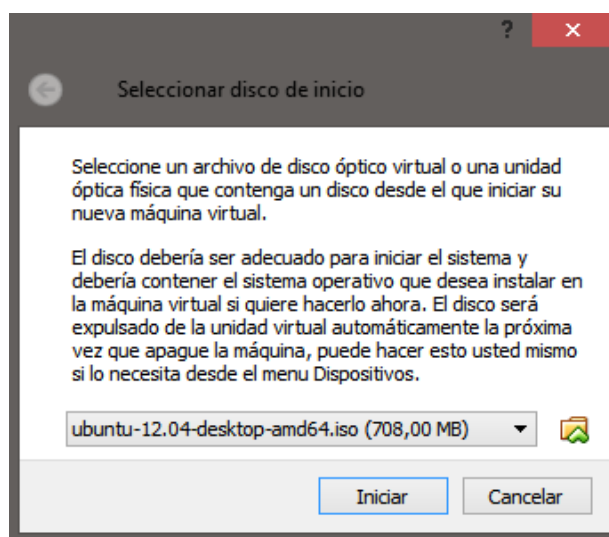 ?
Seleccionar disco de inicio
Seleccione un archivo de disco óptico virtual o una unidad
óptica física que contenga un disco desde el que iniciar su
nueva máquina virtual.
El disco debería ser adecuado para iniciar el sistema y
debería contener el sistema operativo que desea instalar en
la máquina virtual si quiere hacerlo ahora. El disco será
expulsado de la unidad virtual automáticamente la próxima
vez que apague la máquina, puede hacer esto usted mismo
si lo necesita desde el menu Dispositivos.
ubuntu-12.04-desktop-amd64.iso (708,00 MB)
Iniciar Cancelar